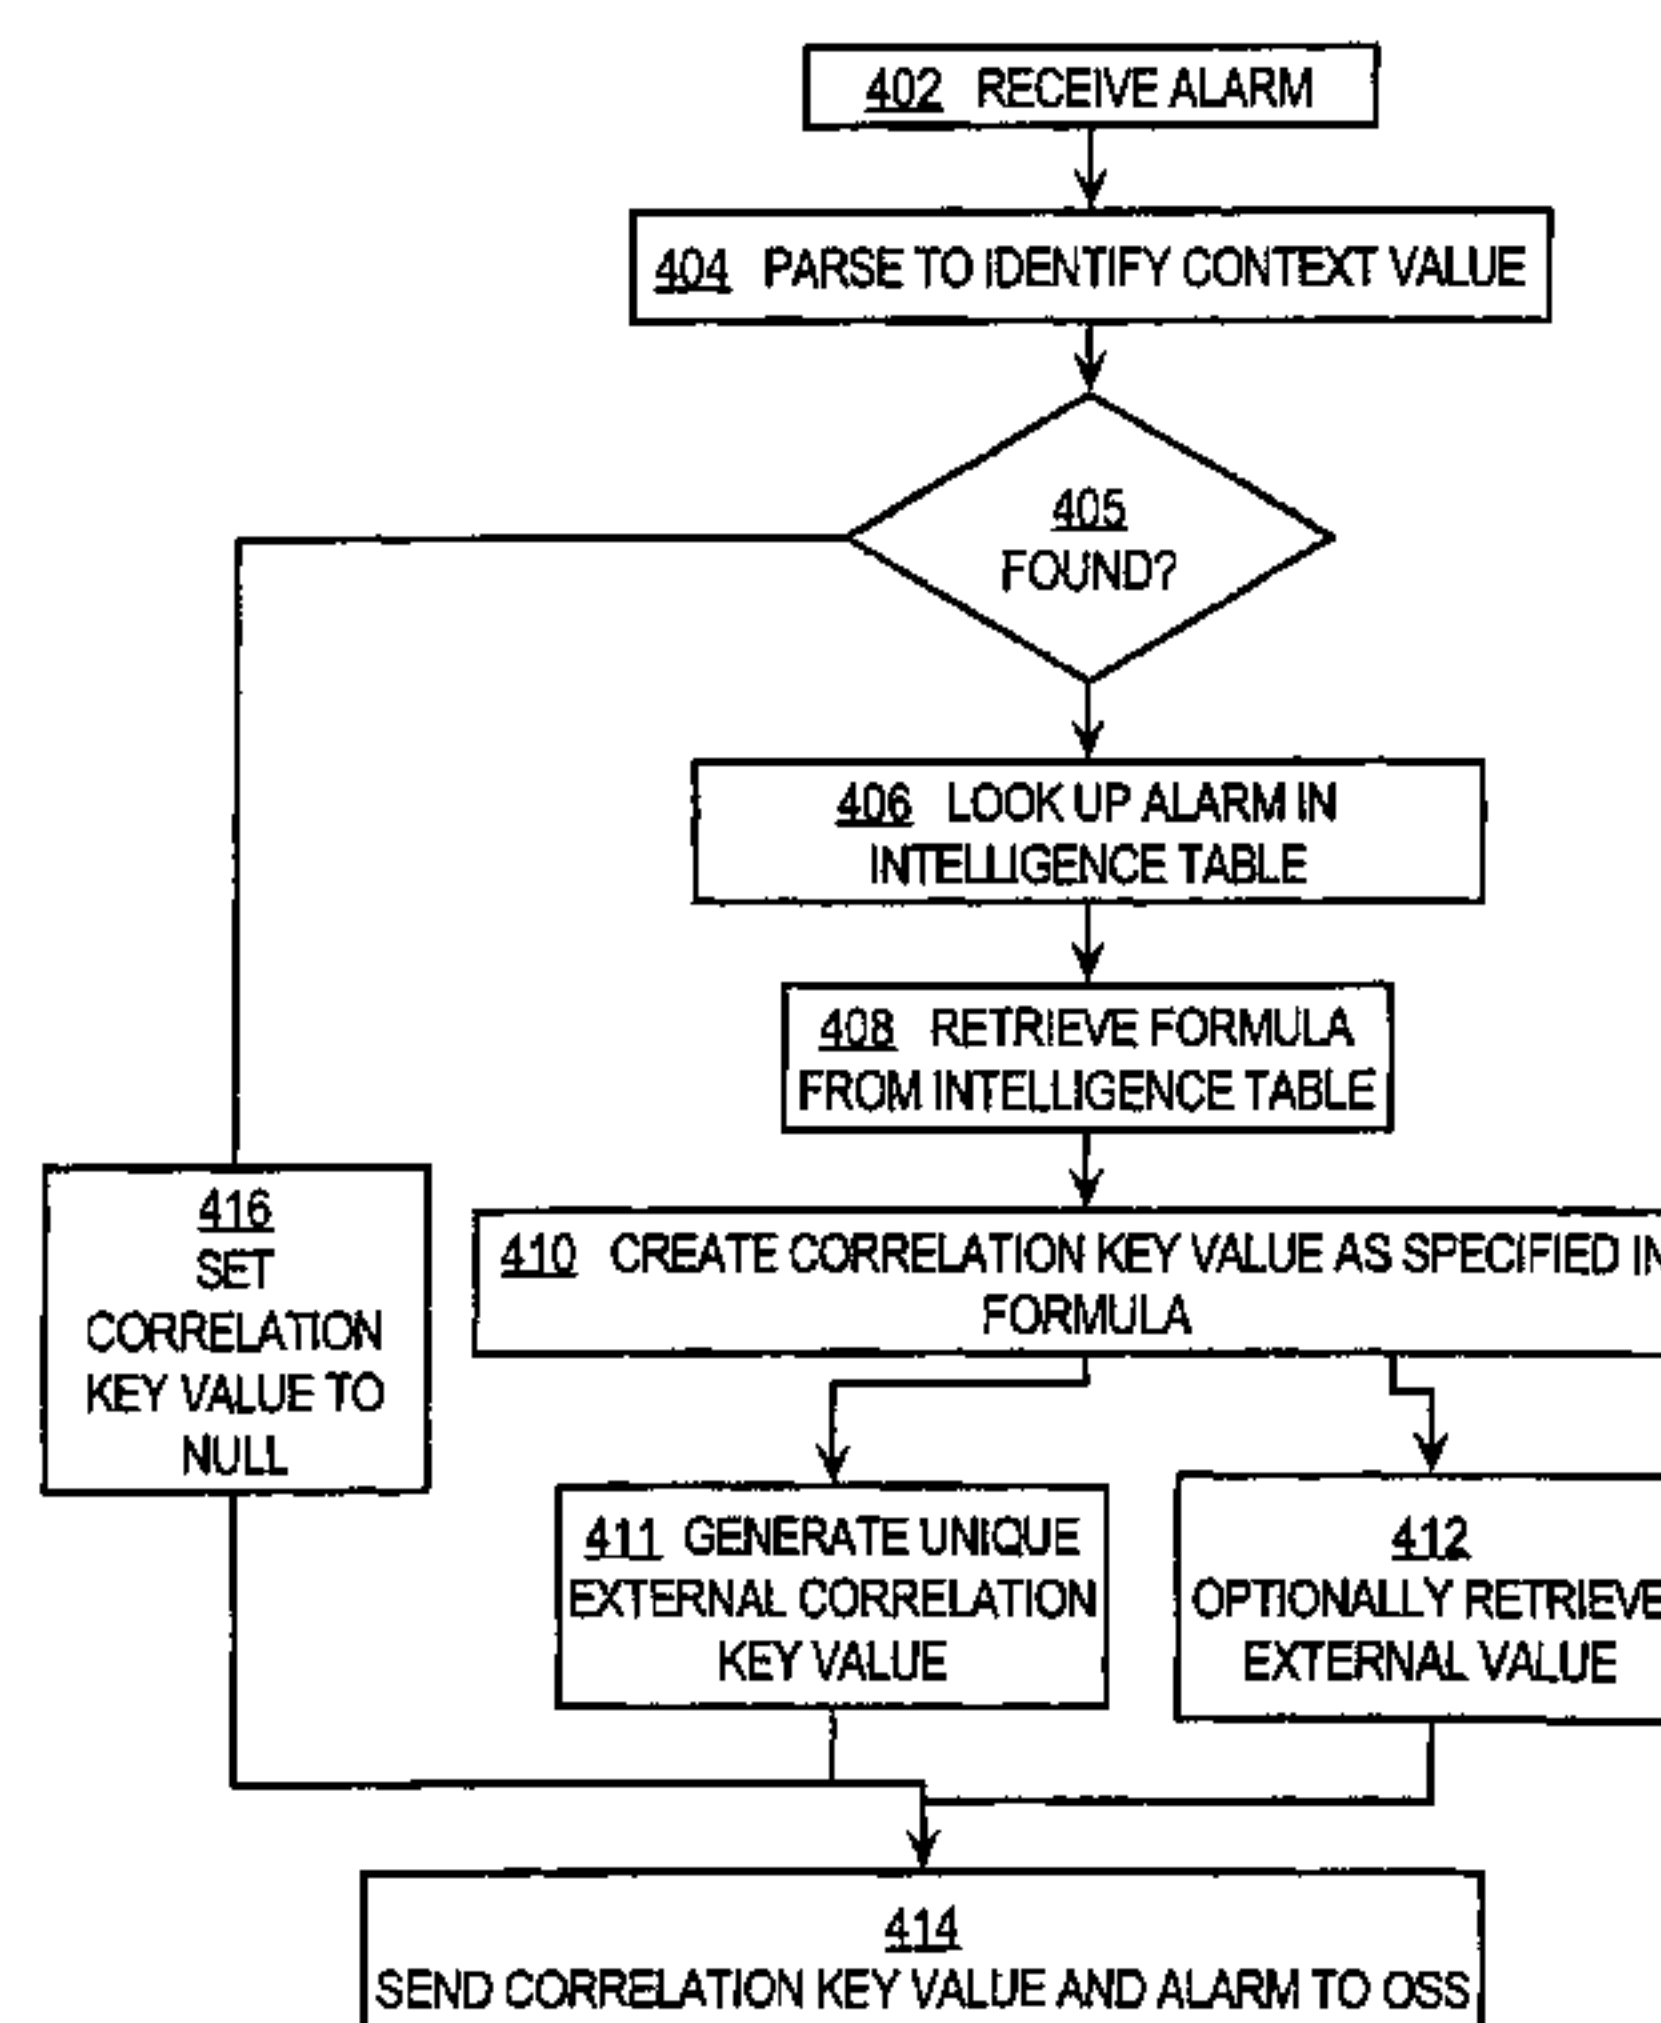 402 RECEIVE ALARM
404 PARSE TO IDENTIFY CONTEXT VALUE
405
FOUND?
406 LOOK UP ALARM IN
INTELLIGENCE TABLE
408 RETRIEVE FORMULA
FROM INTELLIGENCE TABLE
410 CREATE CORRELATION KEY VALUE AS SPECIFIED IN
FORMULA
416
SET
CORRELATION
KEY VALUE TO
NULL
411 GENERATE UNIQUE
EXTERNAL CORRELATION
KEY VALUE
412
OPTIONALLY RETRIEVE
EXTERNAL VALUE
414
SEND CORRELATION KEY VALUE AND ALARM TO OSS